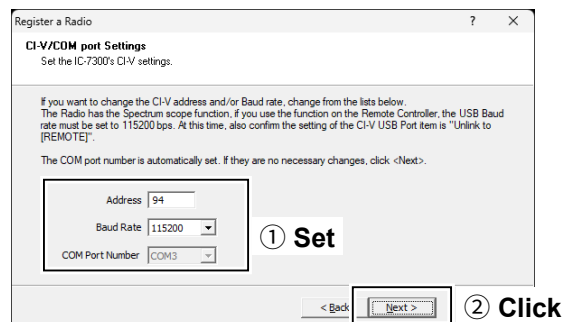 Register a Radio ? ×
CI-V/COM port Settings
Set the IC-7300's CI-V settings.
If you want to change the CI-V address and/or Baud rate, change from the lists below.
The Radio has the Spectrum scope function, if you use the function on the Remote Controller, the USB Baud
rate must be set to 115200 bps. At this time, also confirm the setting of the CI-V USB Port item is "Unlink to
[REMOTE]".
The COM port number is automatically set. If they are no necessary changes, click <Next>.
Address 94
Baud Rate 115200
① Set
COM Port Number COM3
< Back Next > ② Click